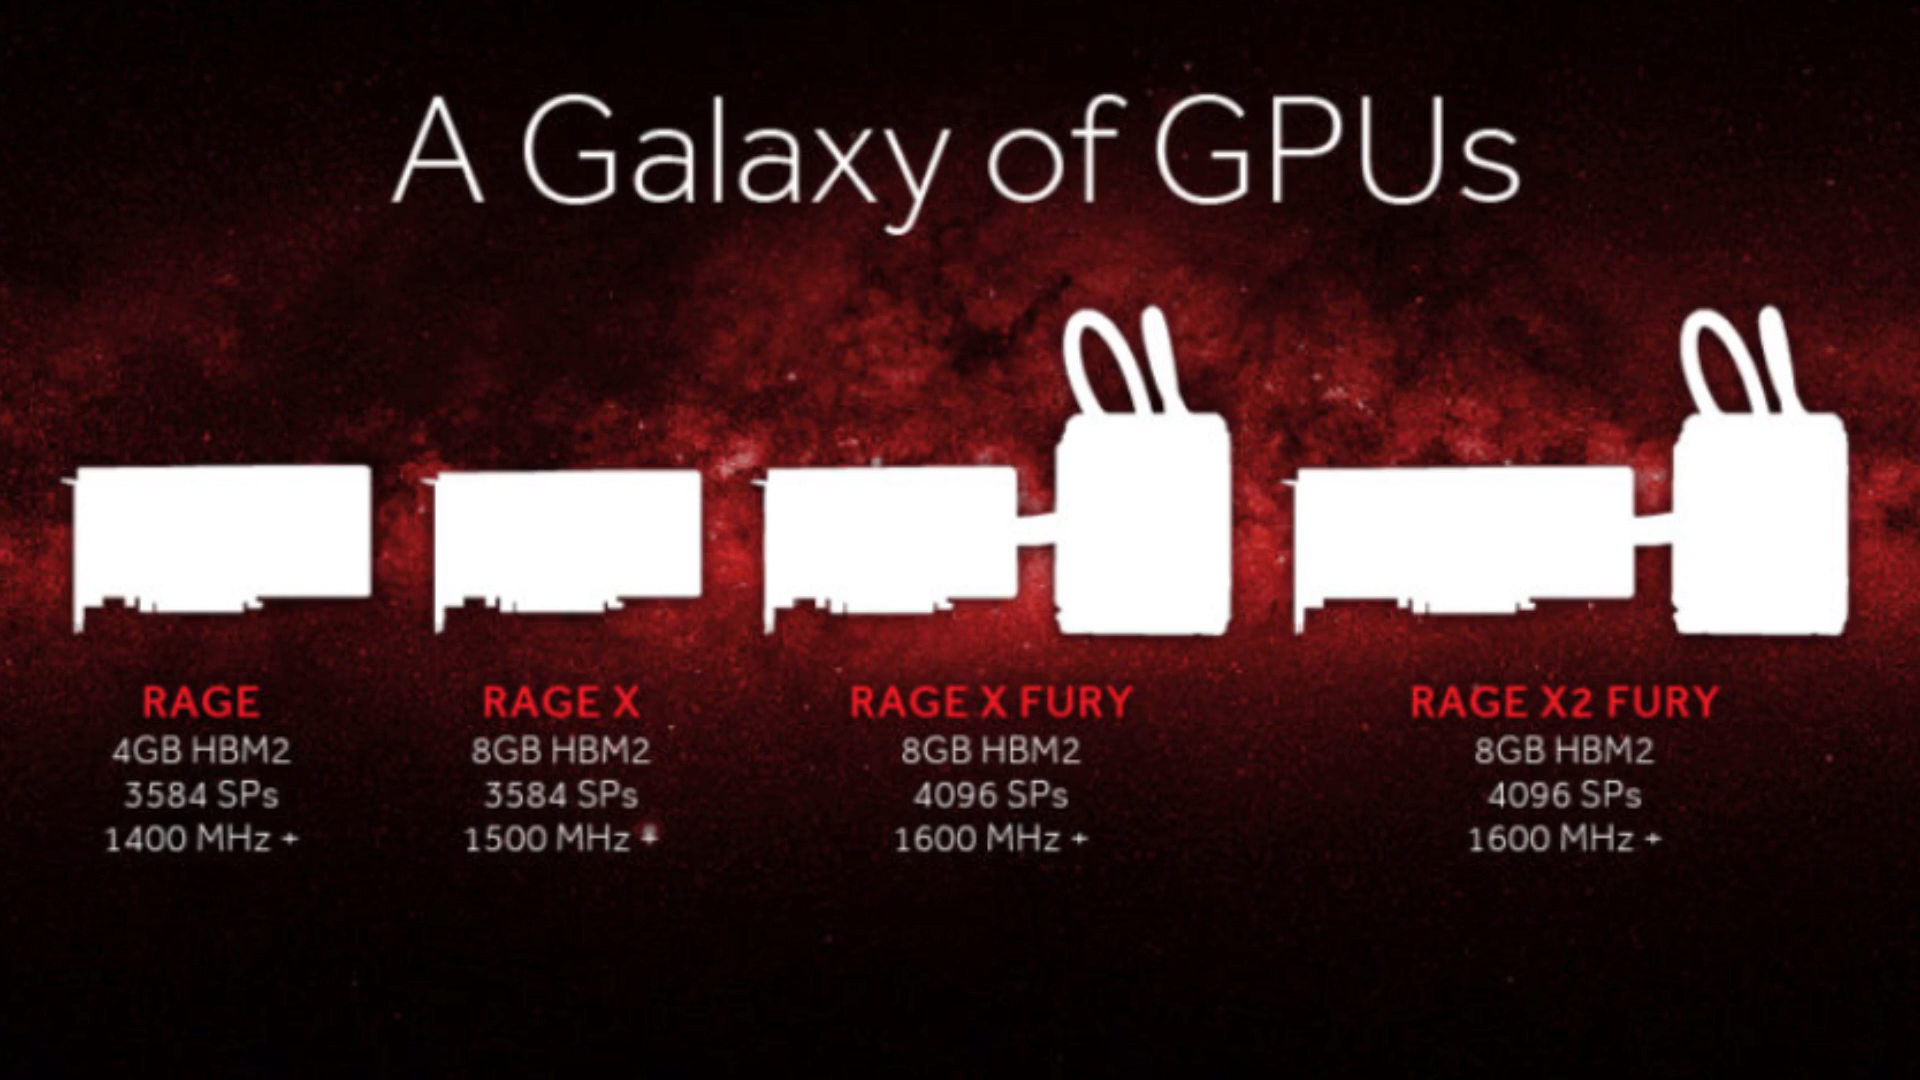 A Galaxy of GPUs
RAGE
4GB HBM2
3584 SPs
1400 MHz +
RAGE X
8GB HBM2
3584 SPs
1500 MHz +
RAGE X FURY
8GB HBM2
4096 SPs
1600 MHz +
RAGE X2 FURY
8GB HBM2
4096 SPs
1600 MHz +